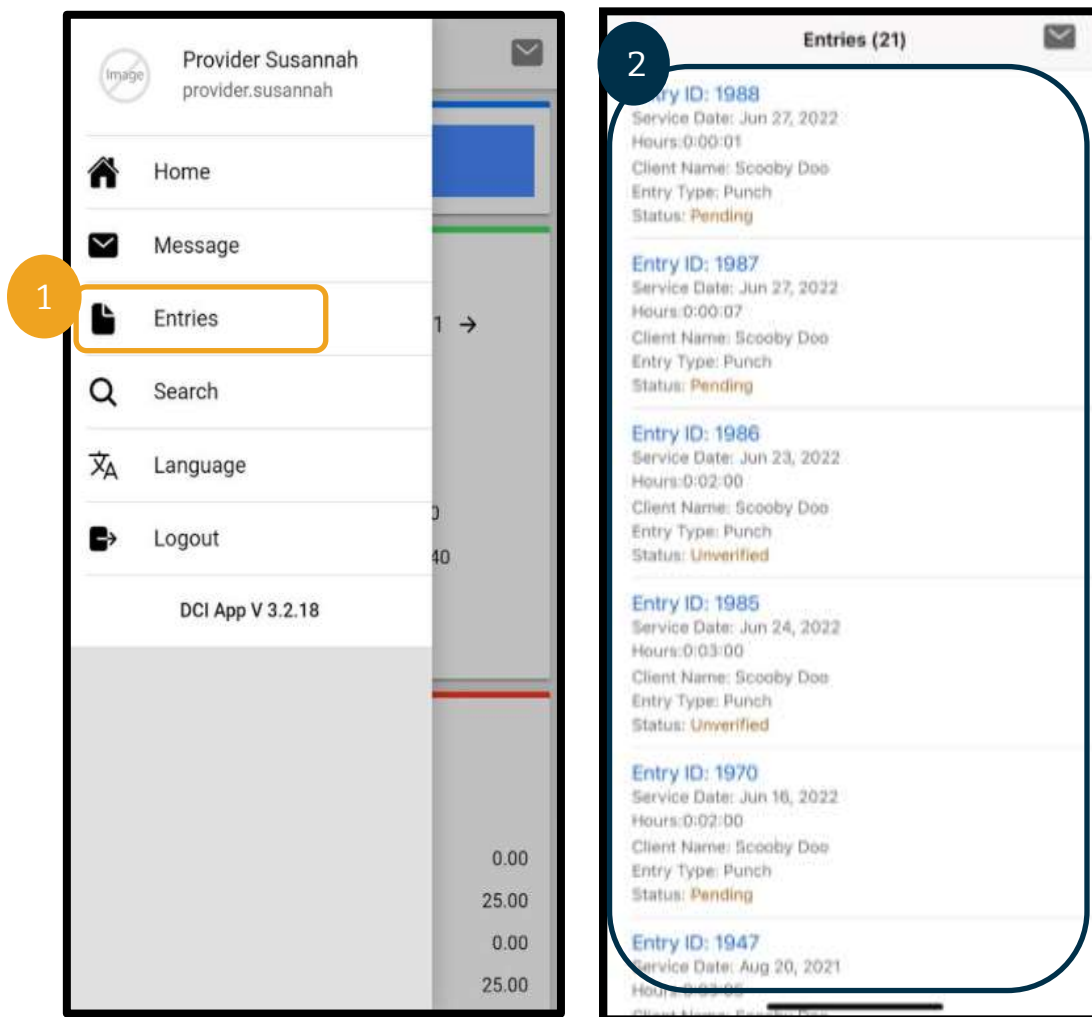 Image
Provider Susannah
provider.susannah
Home
Message
1
Entries
1 →
Search
Language
Logout
40
DCI App V 3.2.18
0.00
25.00
0.00
25.00
2
Entries (21)
Entry ID: 1988
Service Date: Jun 27, 2022
Hours:0:00:01
Client Name: Scooby Doo
Entry Type: Punch
Status: Pending
Entry ID: 1987
Service Date: Jun 27, 2022
Hours:0:00:07
Client Name: Scooby Doo
Entry Type: Punch
Status: Pending
Entry ID: 1986
Service Date: Jun 23, 2022
Hours:0:02:00
Client Name: Scooby Doo
Entry Type: Punch
Status: Unverified
Entry ID: 1985
Service Date: Jun 24, 2022
Hours:0:03:00
Client Name: Scooby Doo
Entry Type: Punch
Status: Unverified
Entry ID: 1970
Service Date: Jun 16, 2022
Hours:0:02:00
Client Name: Scooby Doo
Entry Type: Punch
Status: Pending
Entry ID: 1947
Service Date: Aug 20, 2021
Hours:0:03:05